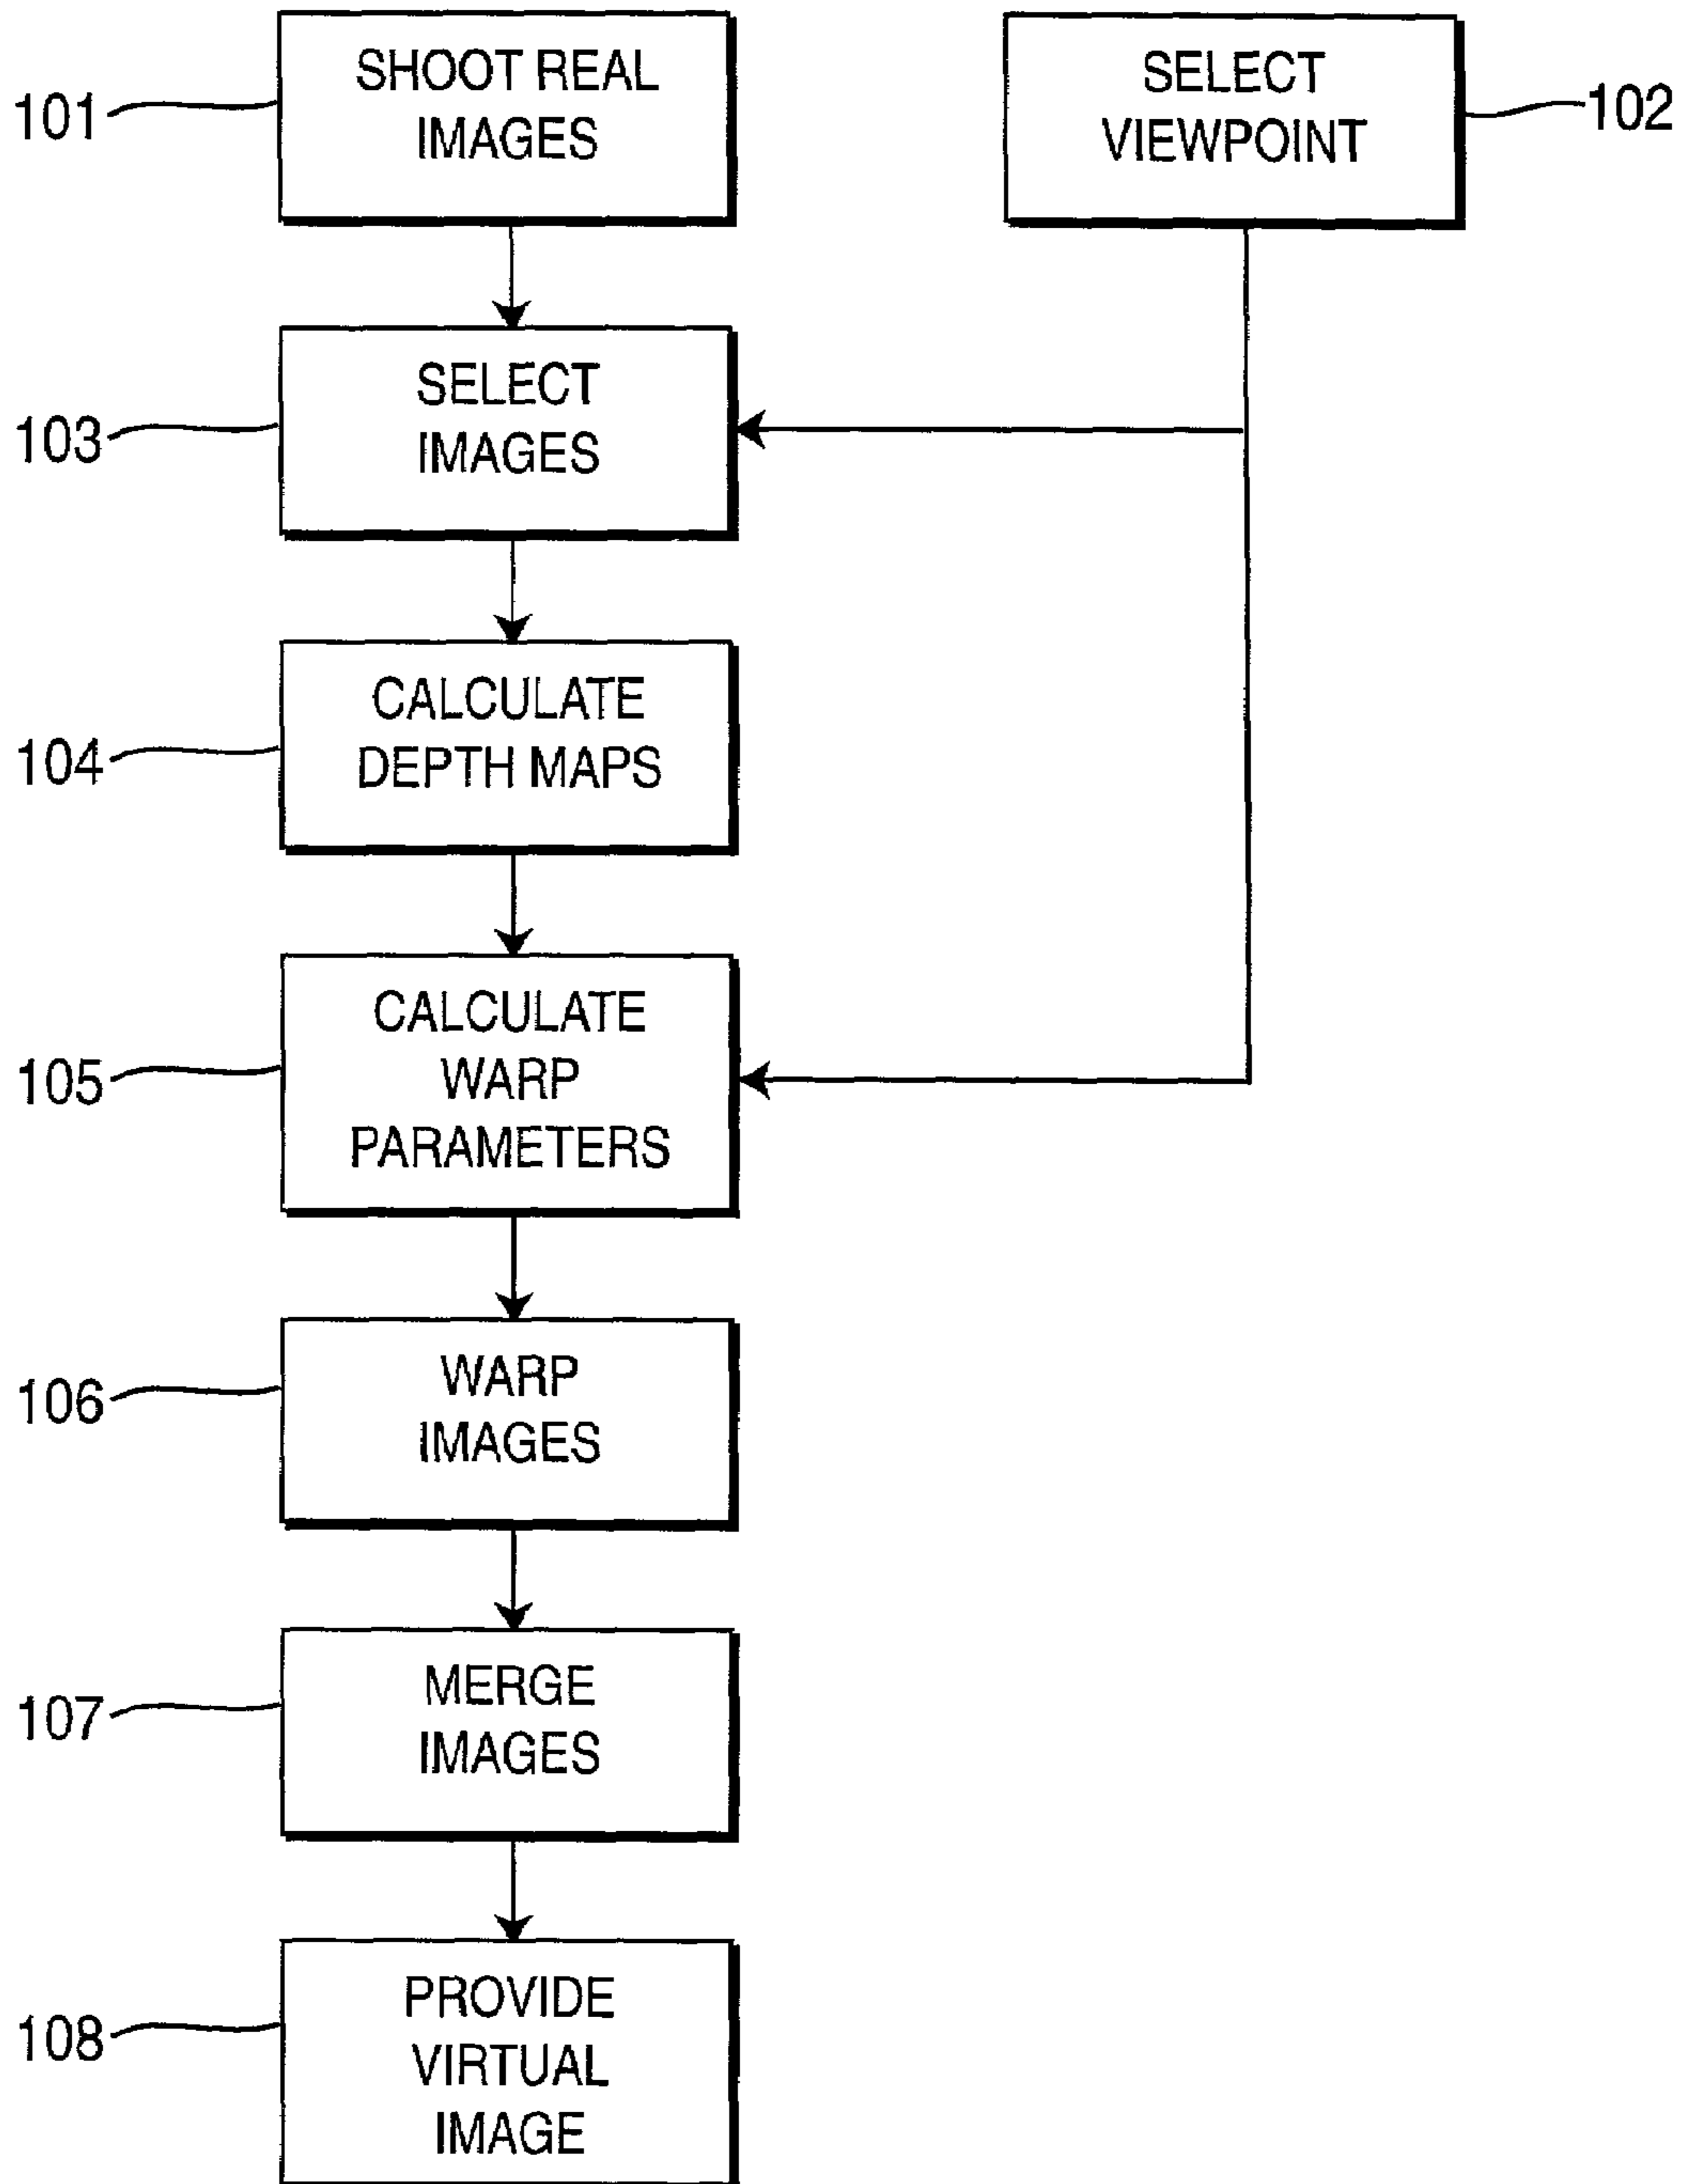 SHOOT REAL
IMAGES
101
SELECT
VIEWPOINT
102
SELECT
IMAGES
103
CALCULATE
DEPTH MAPS
104
CALCULATE
WARP
PARAMETERS
105
WARP
IMAGES
106
MERGE
IMAGES
107
PROVIDE
VIRTUAL
IMAGE
108